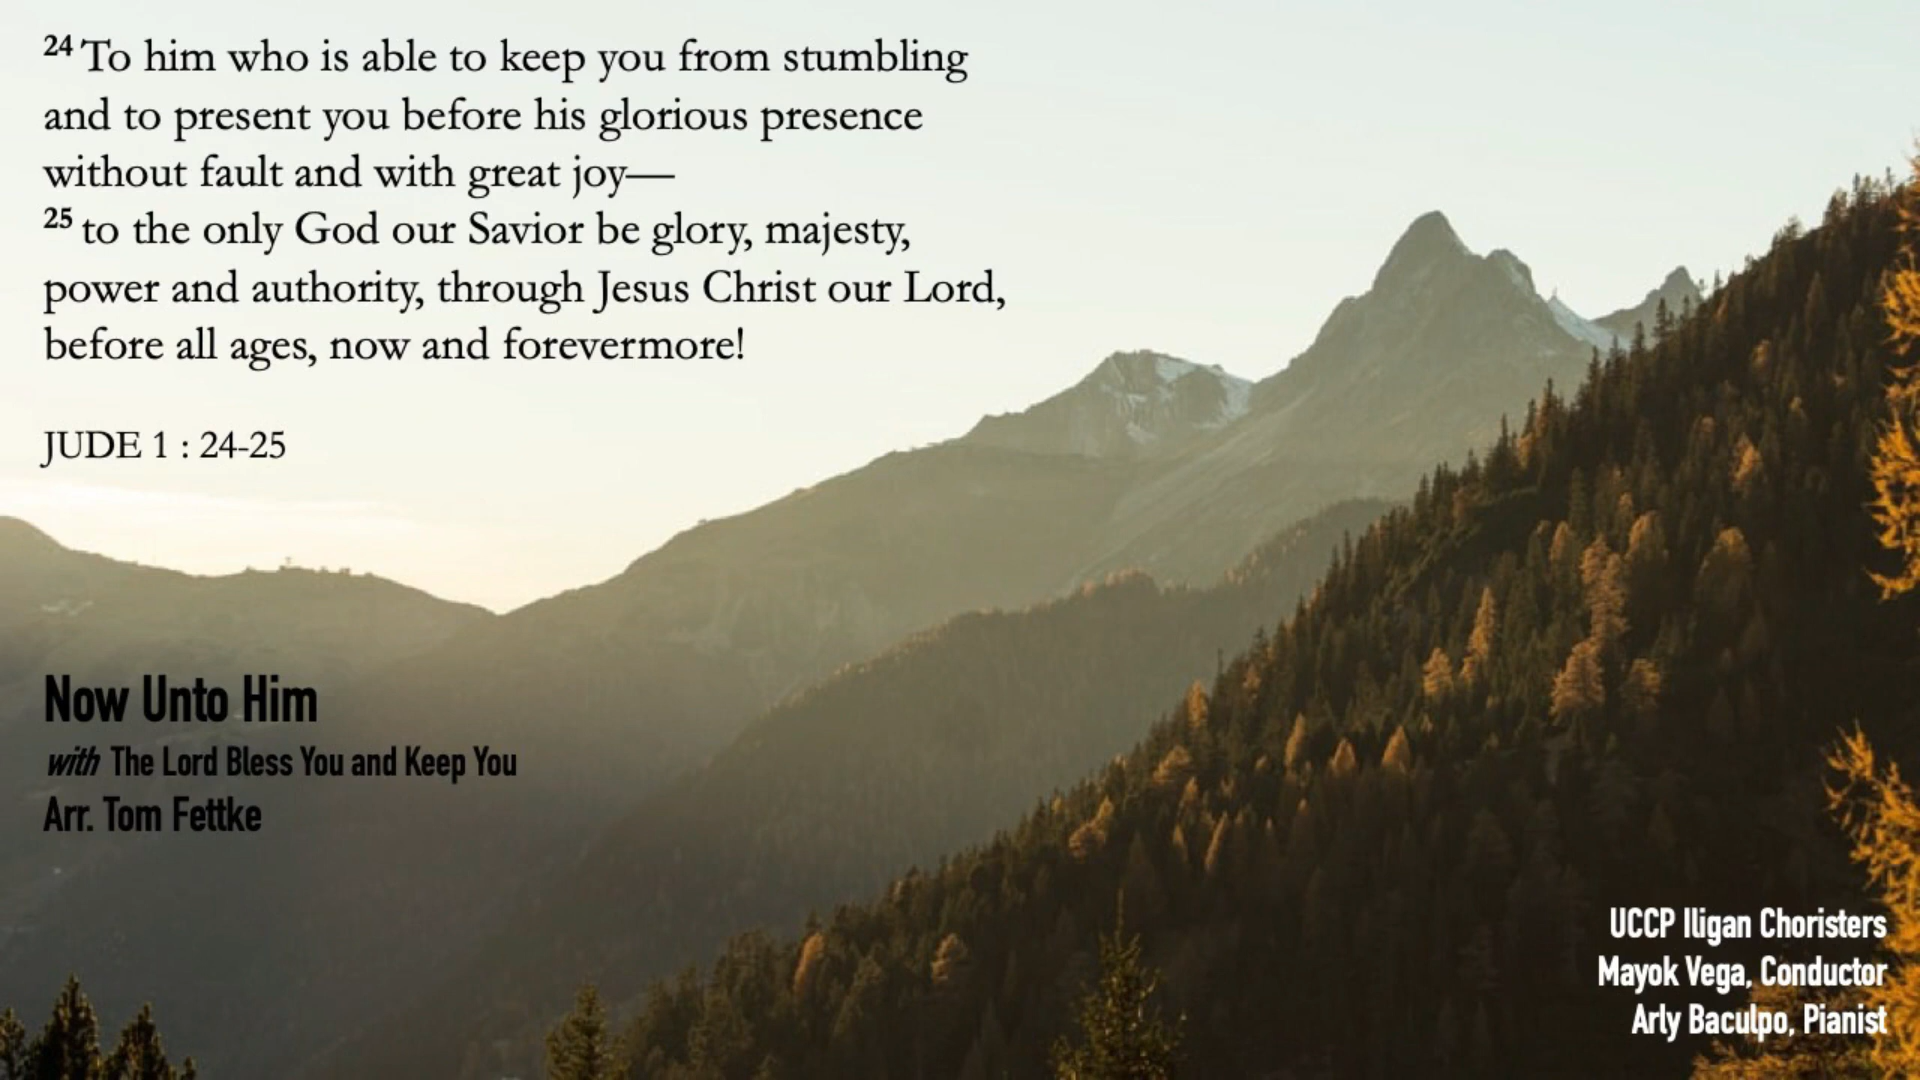 24 To him who is able to keep you from stumbling
and to present you before his glorious presence
without fault and with great joy—
25 to the only God our Savior be glory, majesty,
power and authority, through Jesus Christ our Lord,
before all ages, now and forevermore!
JUDE 1 : 24-25
Now Unto Him
with The Lord Bless You and Keep You
Arr. Tom Fettke
UCCP Iligan Choristers
Mayok Vega, Conductor
Arly Baculpo, Pianist